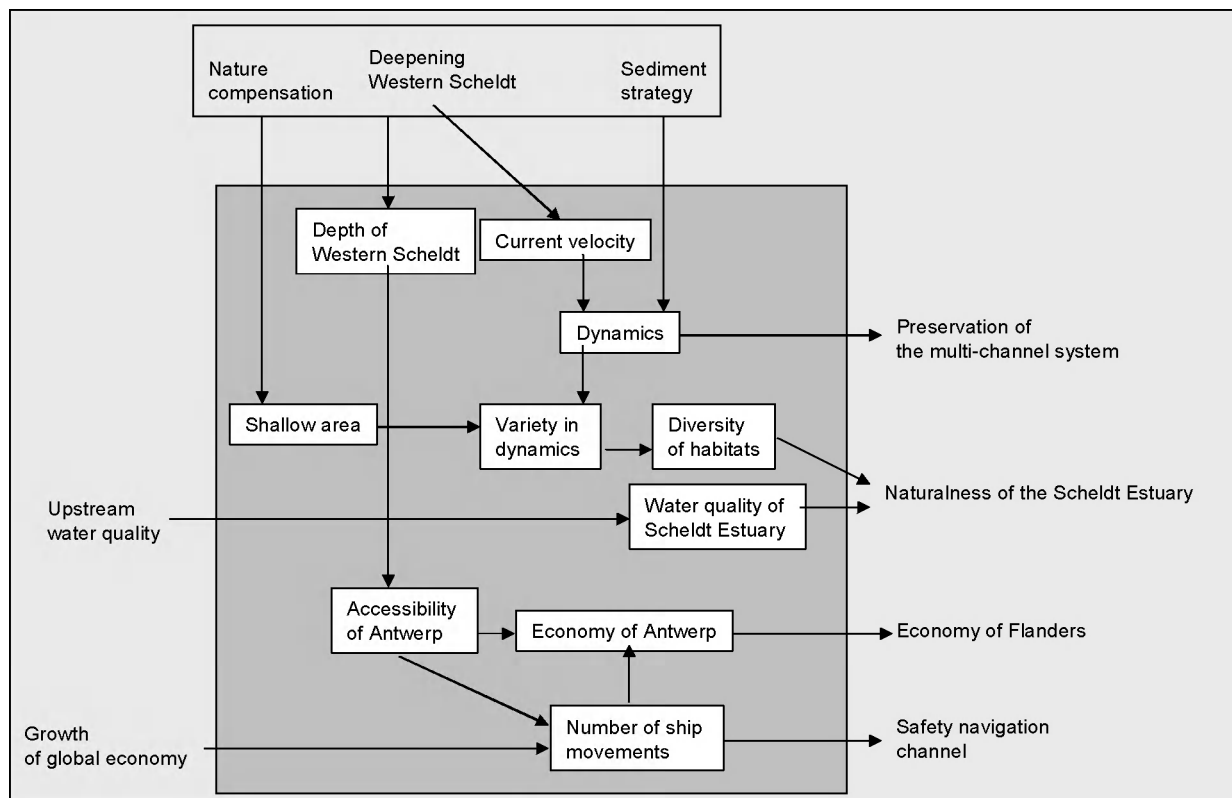 Nature
compensation
Deepening
Western Scheldt
Sediment
strategy
Depth of
Western Scheldt
Current velocity
Dynamics
Preservation of
the multi-channel system
Shallow area
Variety in
dynamics
Diversity
of habitats
Naturalness of the Scheldt Estuary
Upstream
water quality
Water quality of
Scheldt Estuary
Accessibility
of Antwerp
Economy of Antwerp
Economy of Flanders
Growth
of global economy
Number of ship
movements
Safety navigation
channel